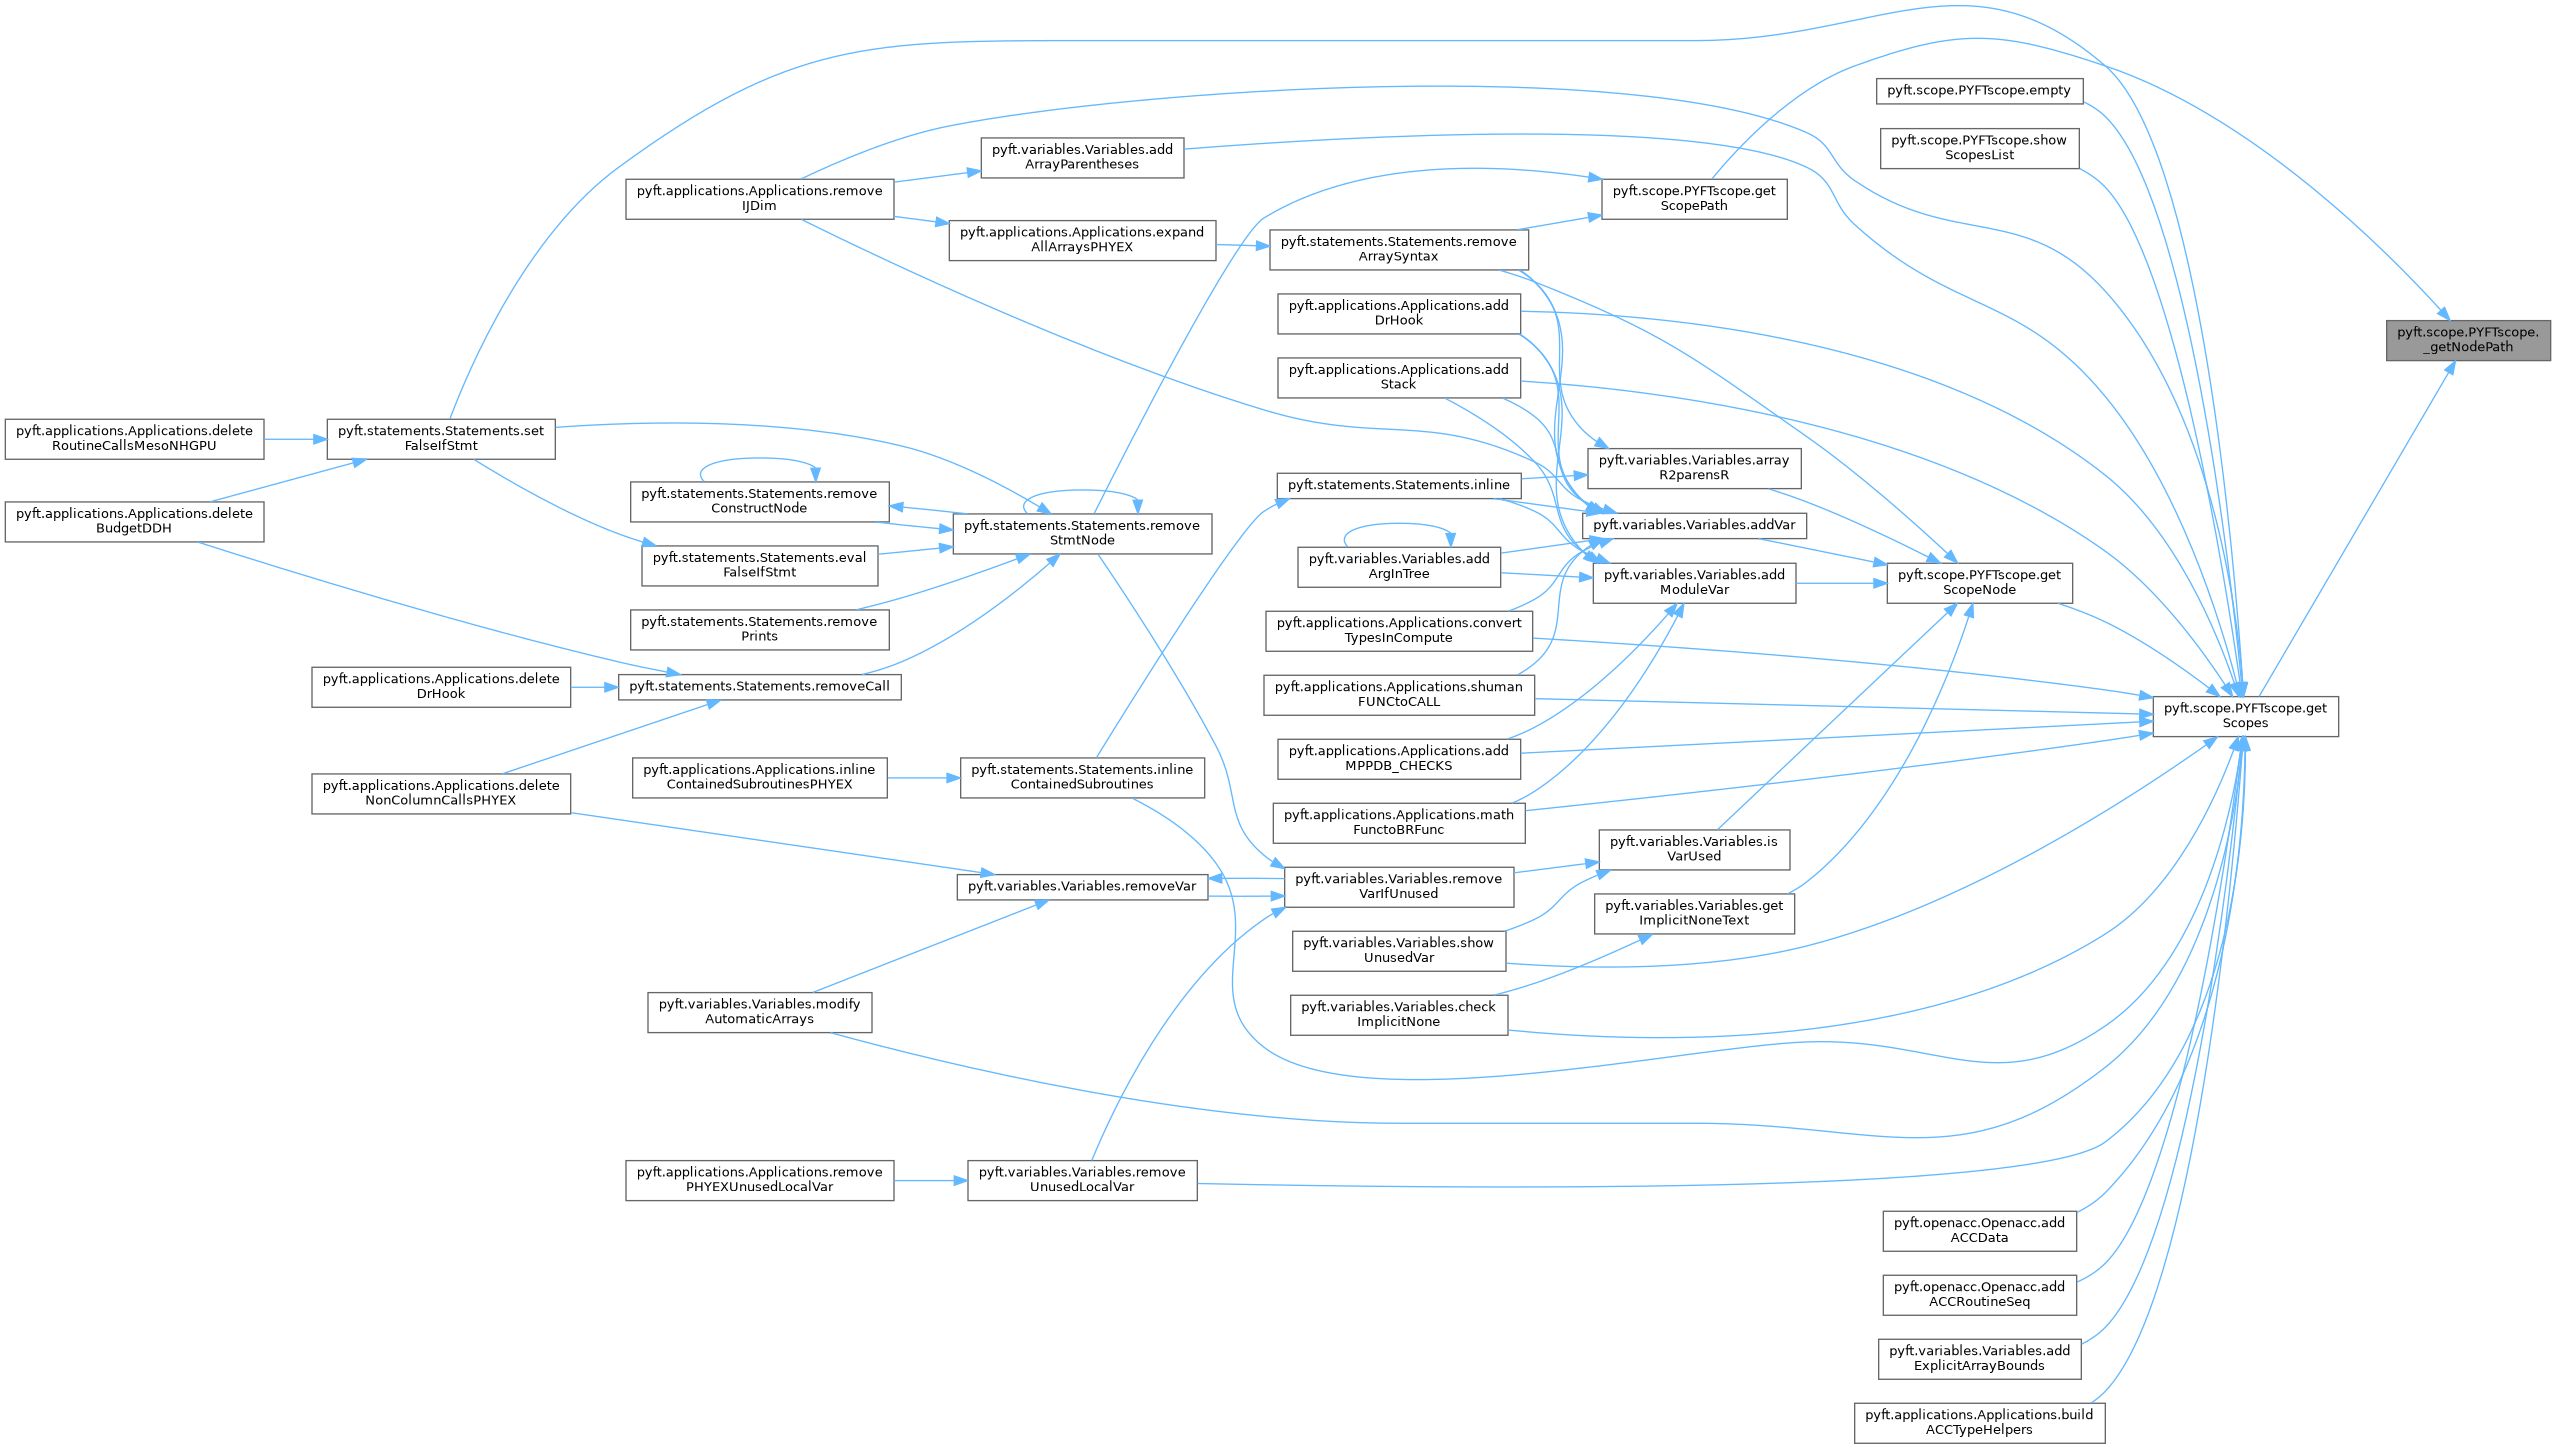 pyft.scope.PYFTscope.
_getNodePath
pyft.scope.PYFTscope.get
ScopePath
pyft.statements.Statements.remove
ArraySyntax
pyft.applications.Applications.expand
AllArraysPHYEX
pyft.applications.Applications.remove
IJDim
pyft.variables.Variables.add
ArrayParentheses
pyft.scope.PYFTscope.empty
pyft.scope.PYFTscope.show
ScopesList
pyft.applications.Applications.add
DrHook
pyft.applications.Applications.add
Stack
pyft.applications.Applications.delete
RoutineCallsMesoNHGPU
pyft.statements.Statements.set
FalseIfStmt
pyft.applications.Applications.delete
BudgetDDH
pyft.statements.Statements.remove
ConstructNode
pyft.statements.Statements.eval
FalseIfStmt
pyft.statements.Statements.remove
StmtNode
pyft.statements.Statements.remove
Prints
pyft.statements.Statements.inline
pyft.variables.Variables.array
R2parensR
pyft.variables.Variables.addVar
pyft.variables.Variables.add
ArgInTree
pyft.variables.Variables.add
ModuleVar
pyft.scope.PYFTscope.get
ScopeNode
pyft.applications.Applications.convert
TypesInCompute
pyft.applications.Applications.delete
DrHook
pyft.statements.Statements.removeCall
pyft.applications.Applications.shuman
FUNCtoCALL
pyft.scope.PYFTscope.get
Scopes
pyft.applications.Applications.add
MPPDB_CHECKS
pyft.applications.Applications.delete
NonColumnCallsPHYEX
pyft.applications.Applications.inline
ContainedSubroutinesPHYEX
pyft.statements.Statements.inline
ContainedSubroutines
pyft.applications.Applications.math
FunctoBRFunc
pyft.variables.Variables.is
VarUsed
pyft.variables.Variables.removeVar
pyft.variables.Variables.remove
VarIfUnused
pyft.variables.Variables.get
ImplicitNoneText
pyft.variables.Variables.show
UnusedVar
pyft.variables.Variables.modify
AutomaticArrays
pyft.variables.Variables.check
ImplicitNone
pyft.applications.Applications.remove
PHYEXUnusedLocalVar
pyft.variables.Variables.remove
UnusedLocalVar
pyft.openacc.Openacc.add
ACCData
pyft.openacc.Openacc.add
ACCRoutineSeq
pyft.variables.Variables.add
ExplicitArrayBounds
pyft.applications.Applications.build
ACCTypeHelpers